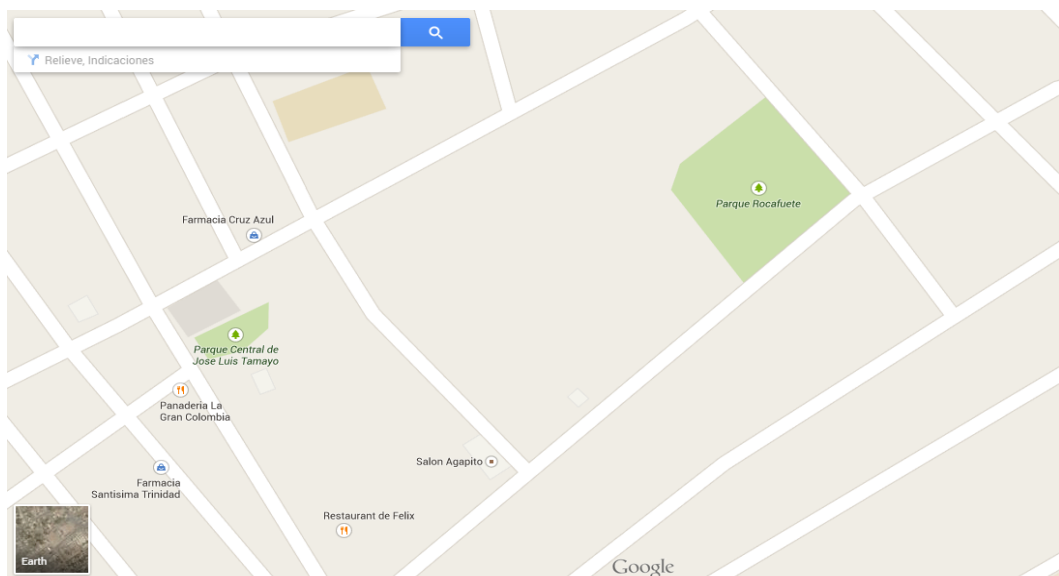 Relieve, Indicaciones
Parque Rocafuete
Farmacia Cruz Azul
Parque Central de
Jose Luis Tamayo
Panaderia La
Gran Colombia
Salon Agapito
Farmacia
Santisima Trinidad
Restaurant de Felix
Earth
Google